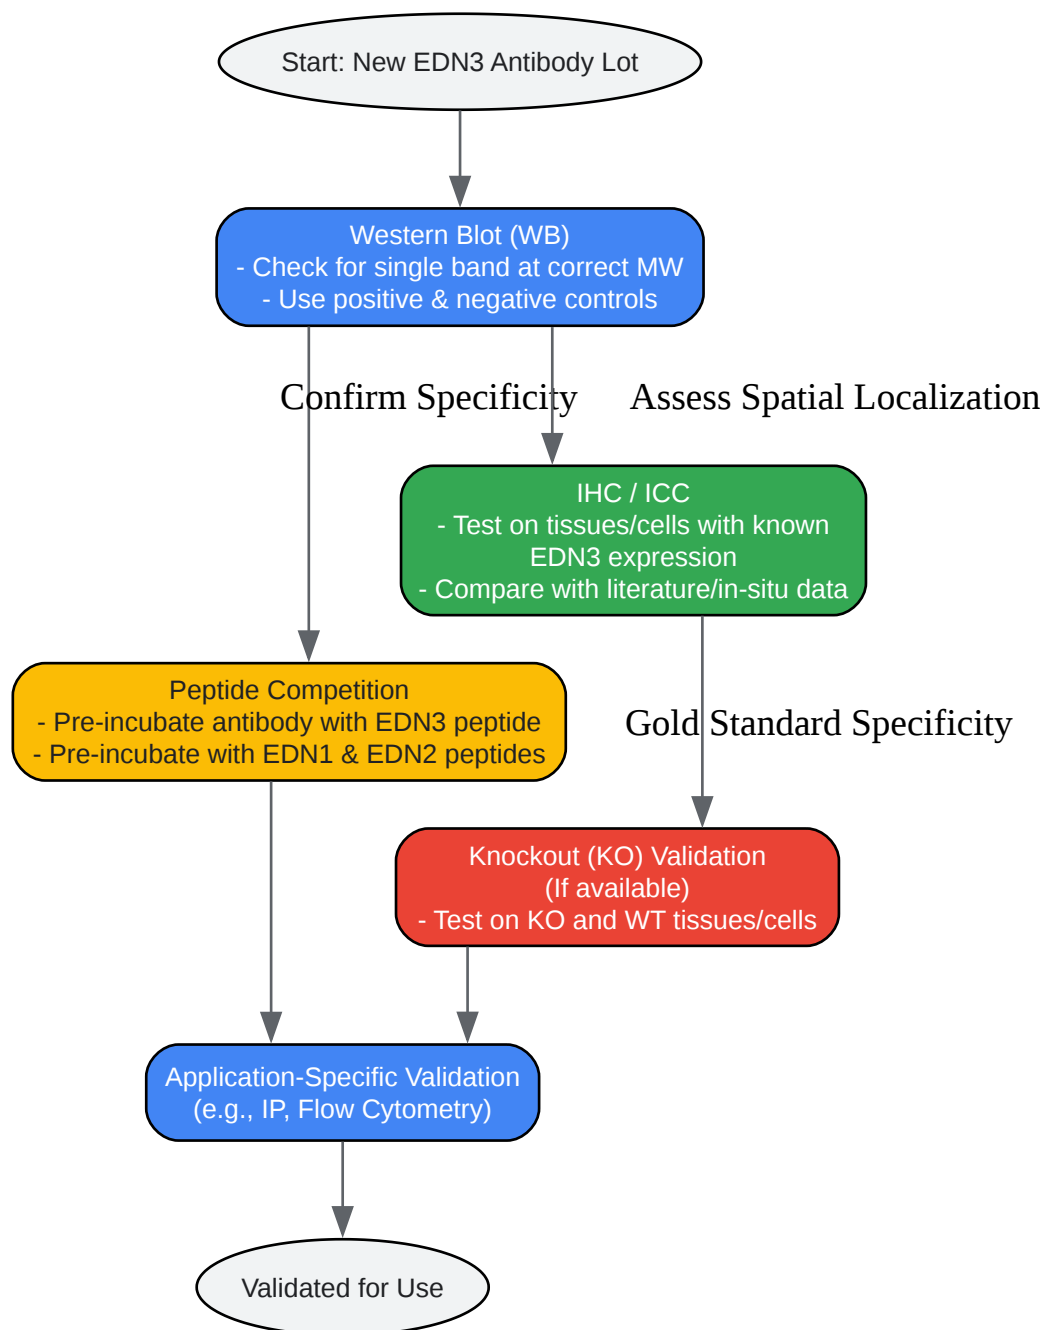 Start: New EDN3 Antibody Lot
Western Blot (WB)
- Check for single band at correct MW
- Use positive & negative controls
Confirm Specificity
Assess Spatial Localization
IHC / ICC
- Test on tissues/cells with known
EDN3 expression
- Compare with literature/in-situ data
Peptide Competition
- Pre-incubate antibody with EDN3 peptide
- Pre-incubate with EDN1 & EDN2 peptides
Gold Standard Specificity
Knockout (KO) Validation
(If available)
- Test on KO and WT tissues/cells
Application-Specific Validation
(e.g., IP, Flow Cytometry)
Validated for Use